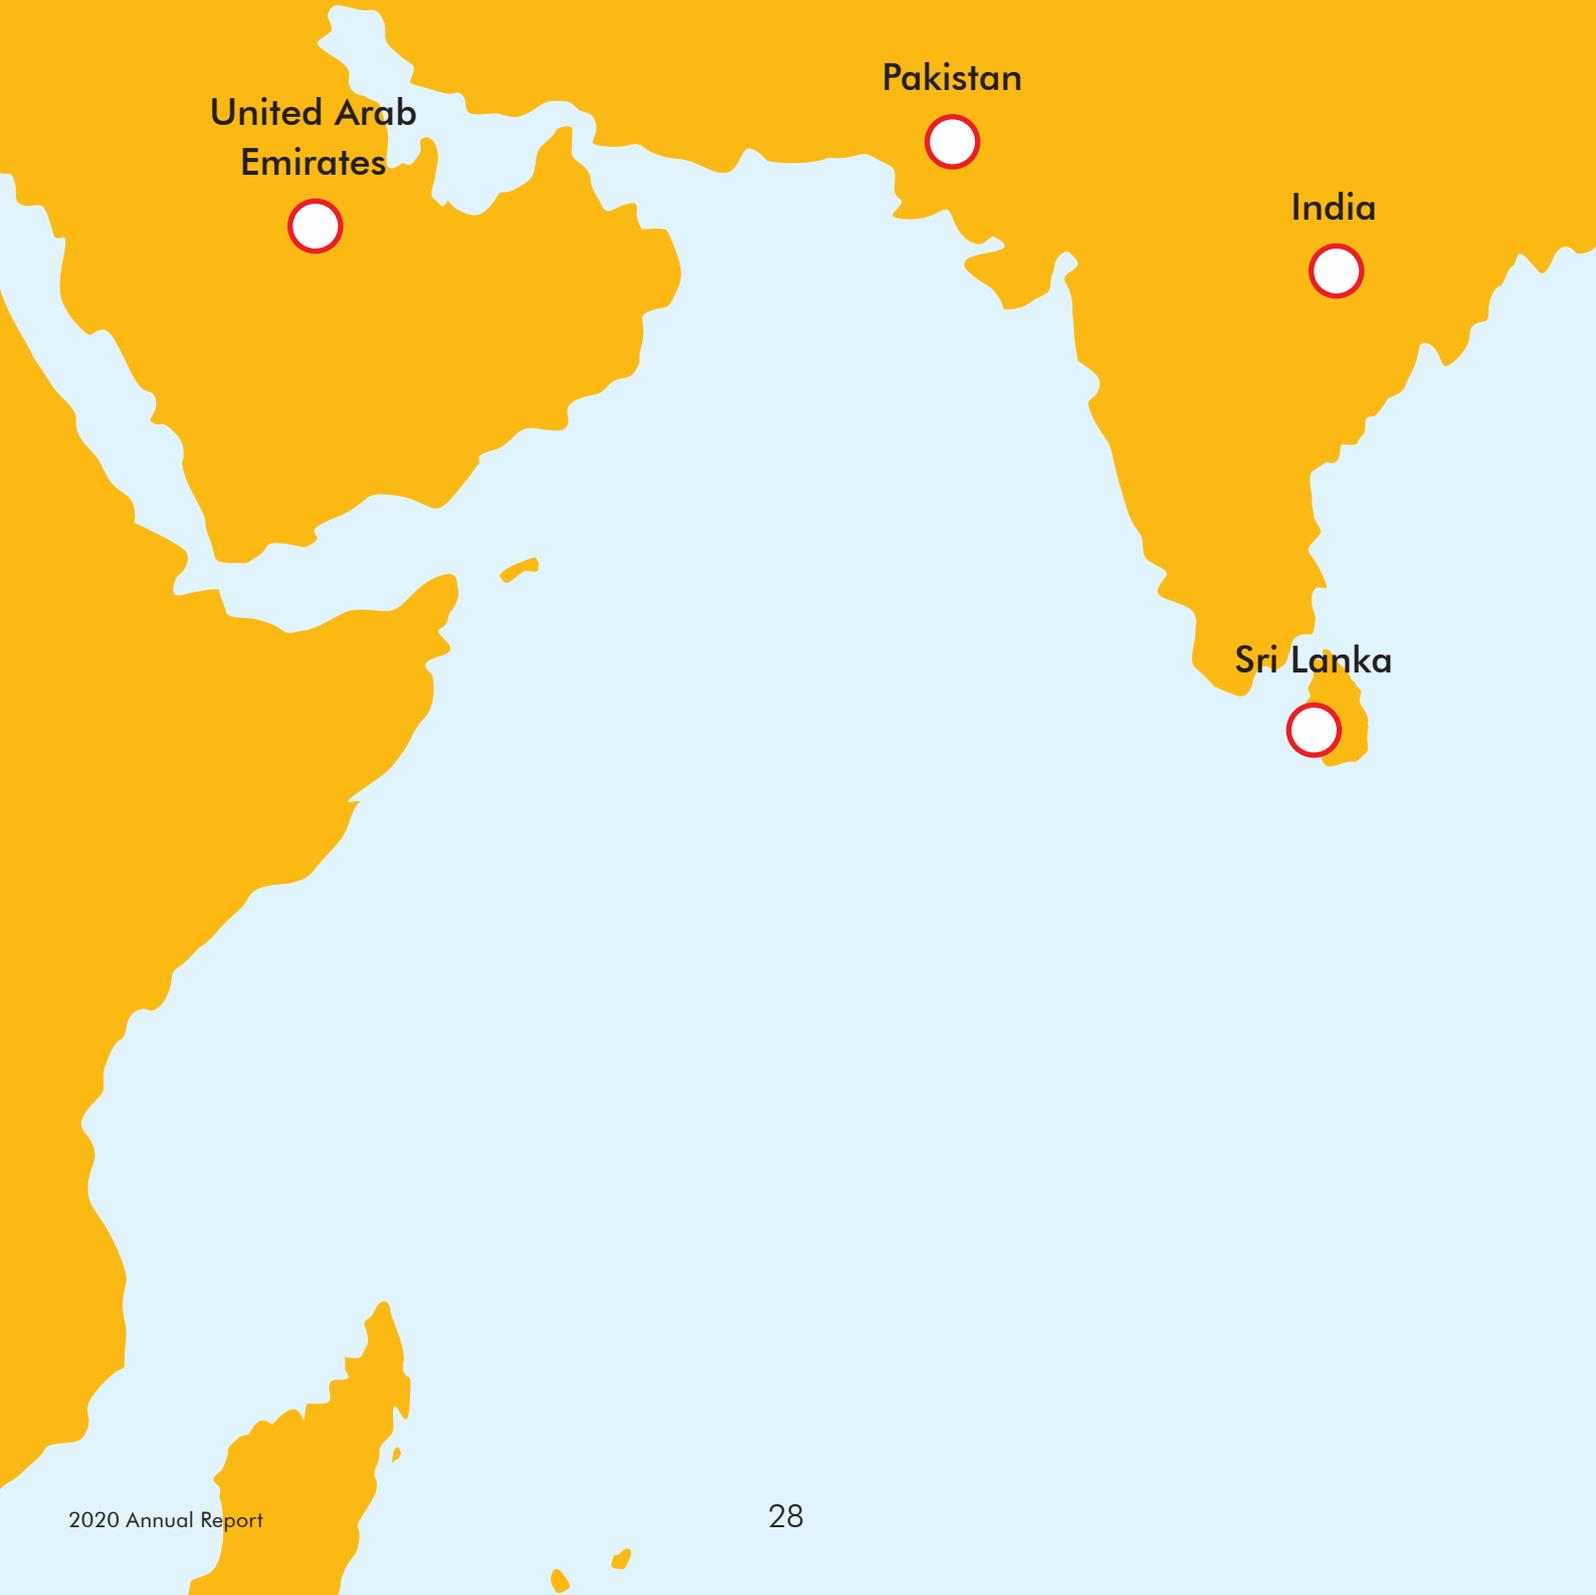 Pakistan
United Arab
Emirates
India
Sri Lanka
2020 Annual Report
28